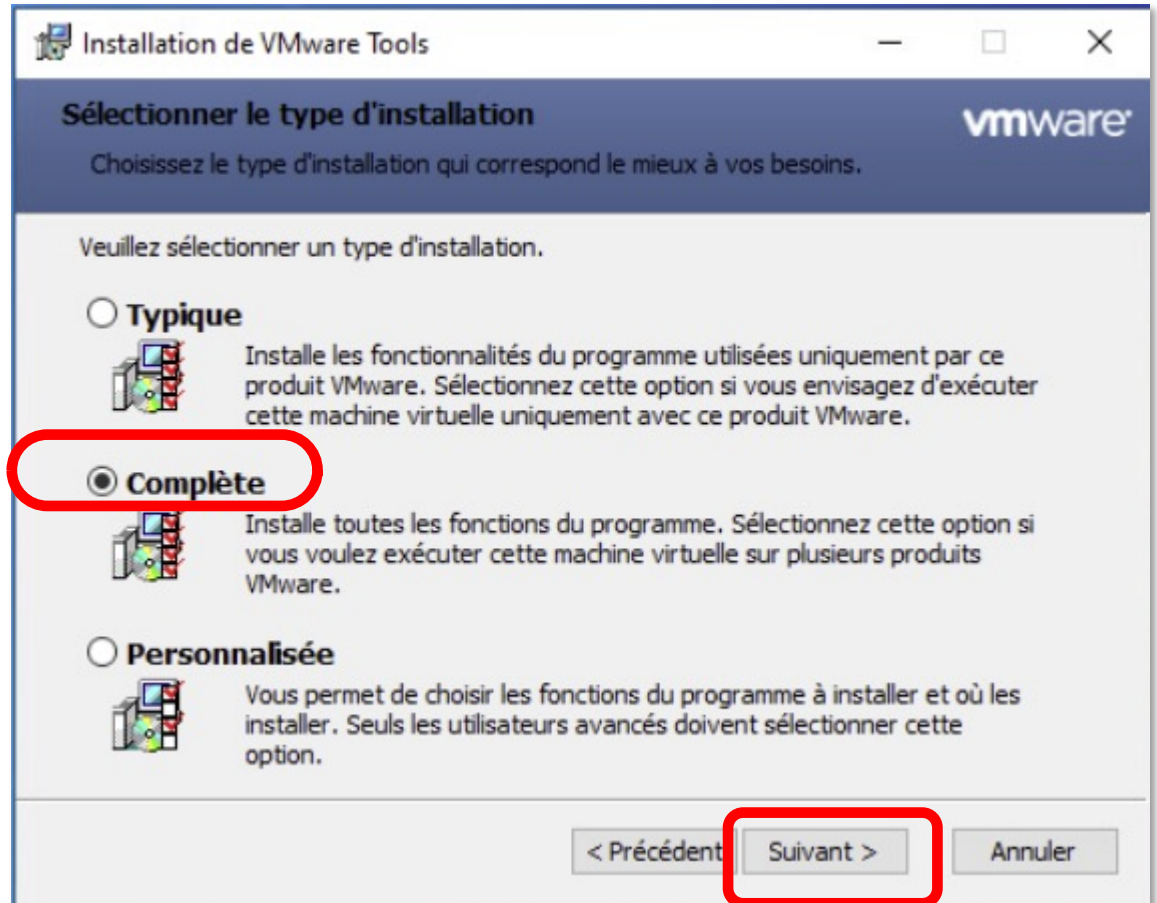 Installation de VMware Tools
Sélectionner le type d'installation
vmware
Choisissez le type d'installation qui correspond le mieux à vos besoins.
Veuillez sélectionner un type d'installation.
Typique
Installe les fonctionnalités du programme utilisées uniquement par ce
produit VMware. Sélectionnez cette option si vous envisagez d'exécuter
cette machine virtuelle uniquement avec ce produit VMware.
Complète
Installe toutes les fonctions du programme. Sélectionnez cette option si
vous voulez exécuter cette machine virtuelle sur plusieurs produits
VMware.
Personnalisée
Vous permet de choisir les fonctions du programme à installer et où les
installer. Seuls les utilisateurs avancés doivent sélectionner cette
option.
< Précédent
Suivant >
Annuler